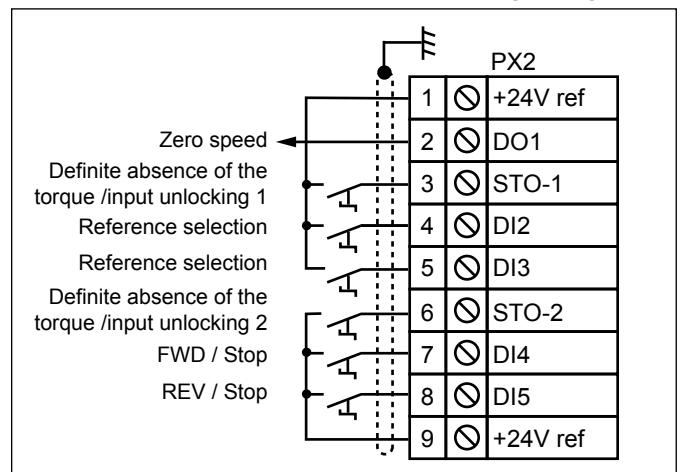 PX2
1 +24V ref
Zero speed 2 DO1
Definite absence of the
torque /input unlocking 1 3 STO-1
Reference selection 4 DI2
Reference selection 5 DI3
Definite absence of the
torque /input unlocking 2 6 STO-2
FWD / Stop 7 DI4
REV / Stop 8 DI5
9 +24V ref